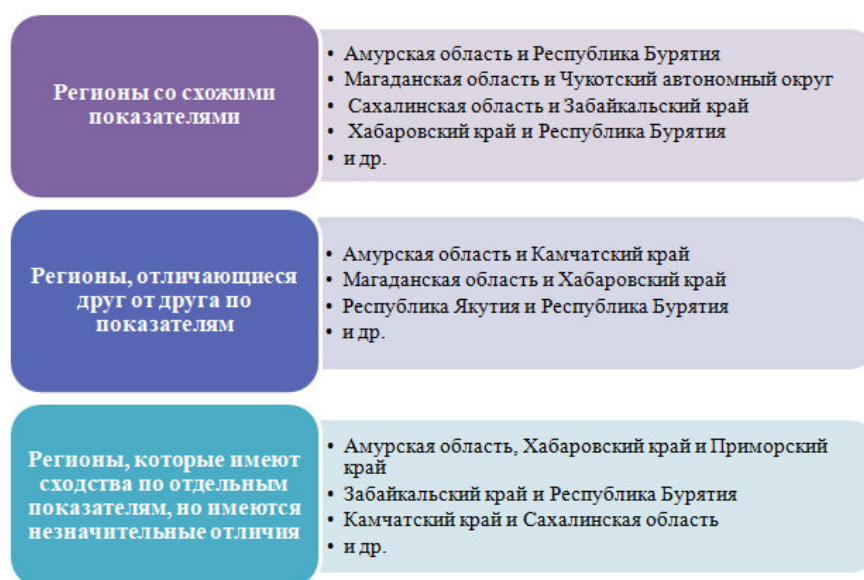 Регионы со схожими
показателями
• Амурская область и Республика Бурятия
• Магаданская область и Чукотский автономный округ
• Сахалинская область и Забайкальский край
• Хабаровский край и Республика Бурятия
• и др.
Регионы, отличающиеся
друг от друга по
показателям
• Амурская область и Камчатский край
• Магаданская область и Хабаровский край
• Республика Якутия и Республика Бурятия
• и др.
Регионы, которые имеют
сходства по отдельным
показателям, но имеются
незначительные отличия
• Амурская область, Хабаровский край и Приморский
край
• Забайкальский край и Республика Бурятия
• Камчатский край и Сахалинская область
• и др.